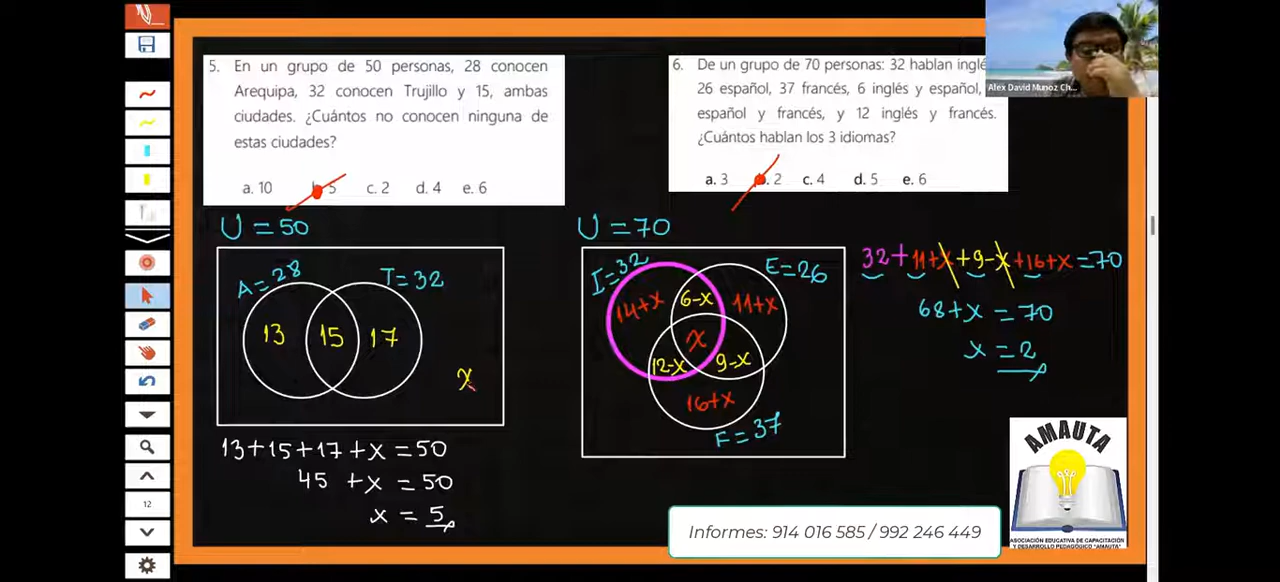 5. En un grupo de 50 personas, 28 conocen
Arequipa, 32 conocen Trujillo y 15, ambas
ciudades. ¿Cuántos no conocen ninguna de
estas ciudades?
a. 10 5 c. 2 d. 4 e. 6
U = 50
A = 28
T = 32
13 15 17
x
13 + 15 + 17 + x = 50
45 + x = 50
x = 5
6. De un grupo de 70 personas: 32 hablan
26 español, 37 francés, 6 inglés y español,
español y francés, y 12 inglés y francés.
¿Cuántos hablan los 3 idiomas?
a. 3 b. 2 c. 4 d. 5 e. 6
U = 70
I = 32
E = 26
14+x 6-x 11+x
x
12-x 9-x
16+x
F = 37
32 + 11+x + 9-x + 16+x = 70
68 + x = 70
x = 2
Alex David Munoz Ch...
12
AMAUTA
ASOCIACIÓN EDUCATIVA DE CAPACITACIÓN
Y DESARROLLO PEDAGÓGICO "AMAUTA"
Informes: 914 016 585 / 992 246 449